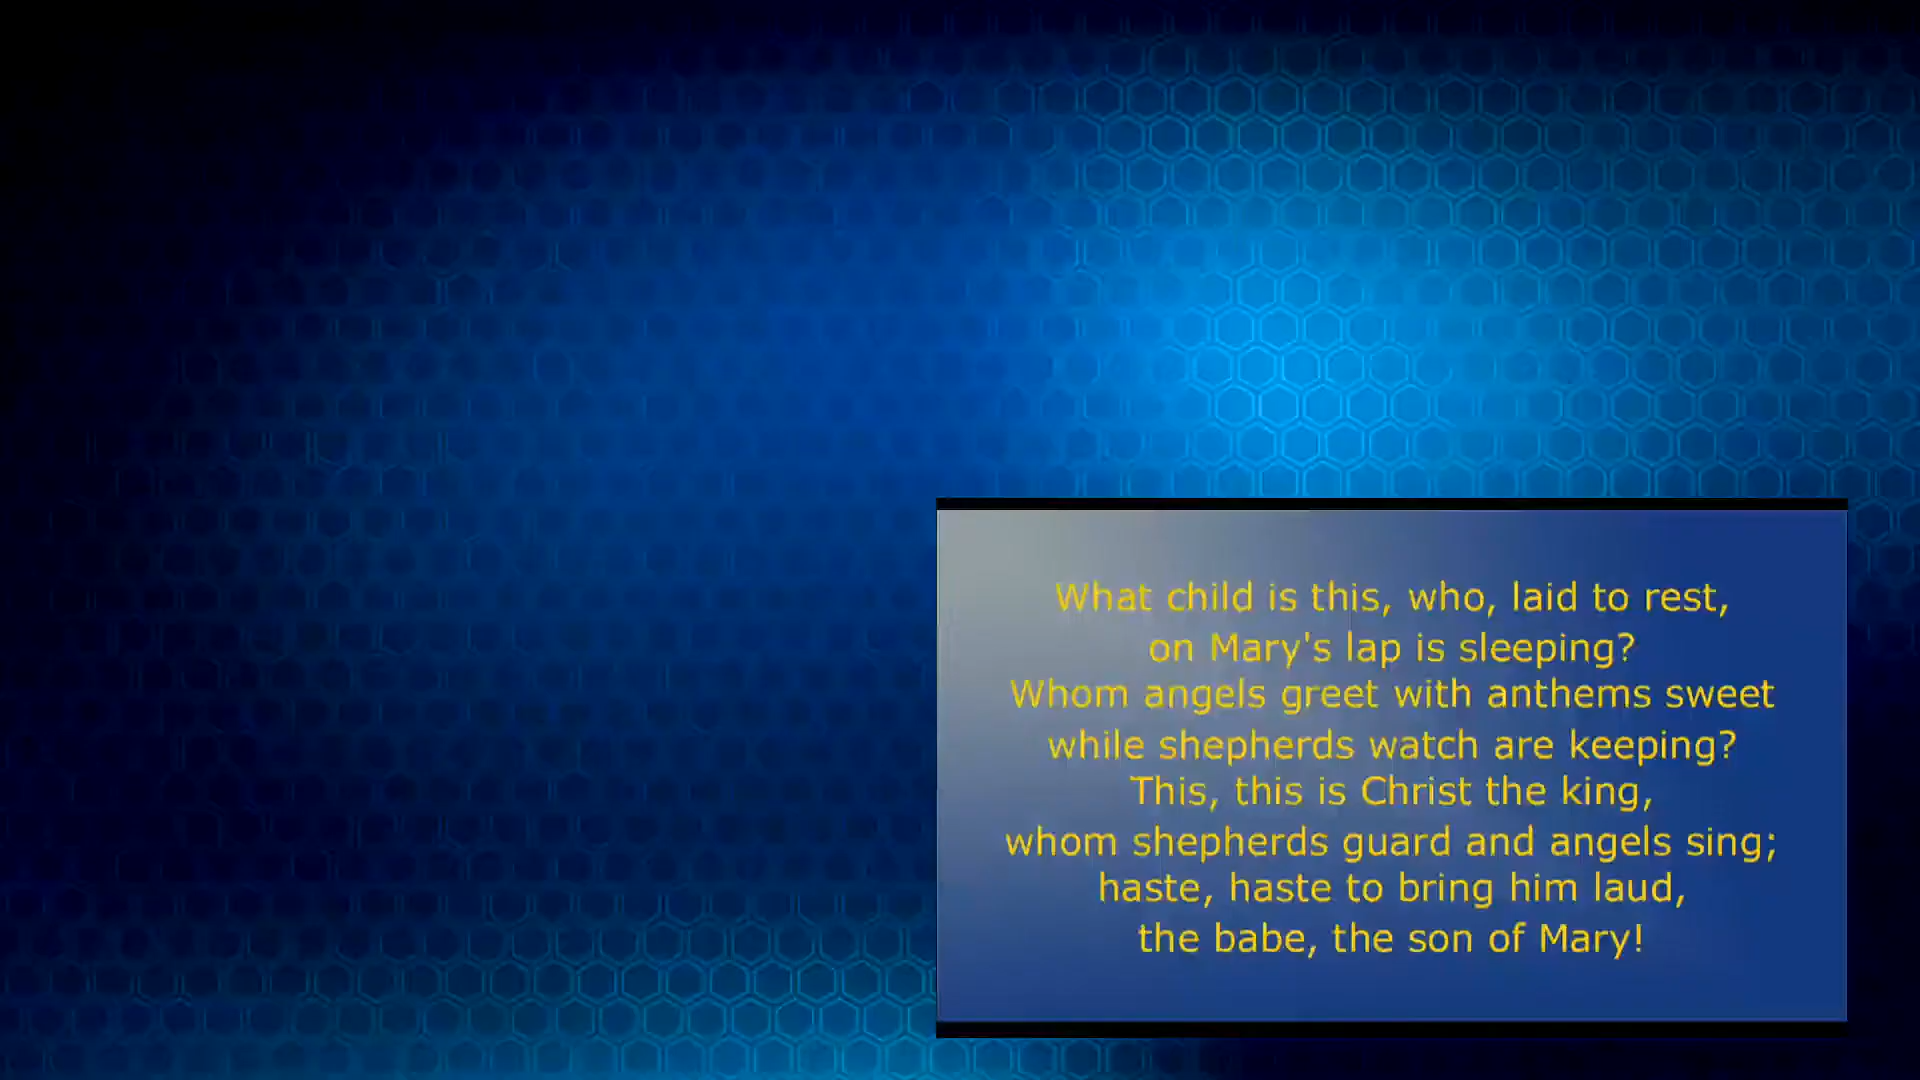 What child is this, who, laid to rest,
on Mary's lap is sleeping?
Whom angels greet with anthems sweet
while shepherds watch are keeping?
This, this is Christ the king,
whom shepherds guard and angels sing;
haste, haste to bring him laud,
the babe, the son of Mary!